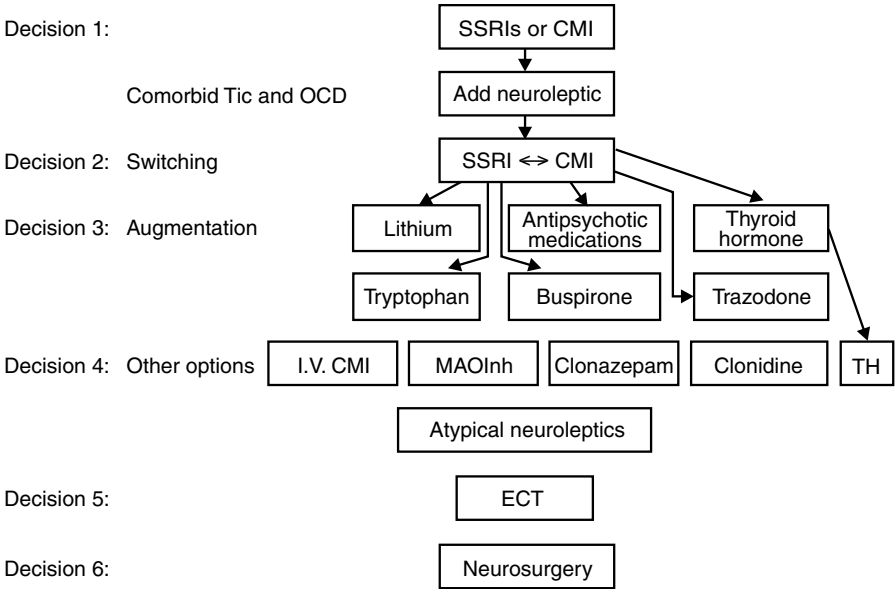 Decision 1:
SSRIs or CMI
Comorbid Tic and OCD
Add neuroleptic
Decision 2: Switching
SSRI ↔ CMI
Decision 3: Augmentation
Lithium
Antipsychotic
medications
Thyroid
hormone
Tryptophan
Buspirone
Trazodone
Decision 4: Other options
I.V. CMI
MAOInh
Clonazepam
Clonidine
TH
Atypical neuroleptics
Decision 5:
ECT
Decision 6:
Neurosurgery